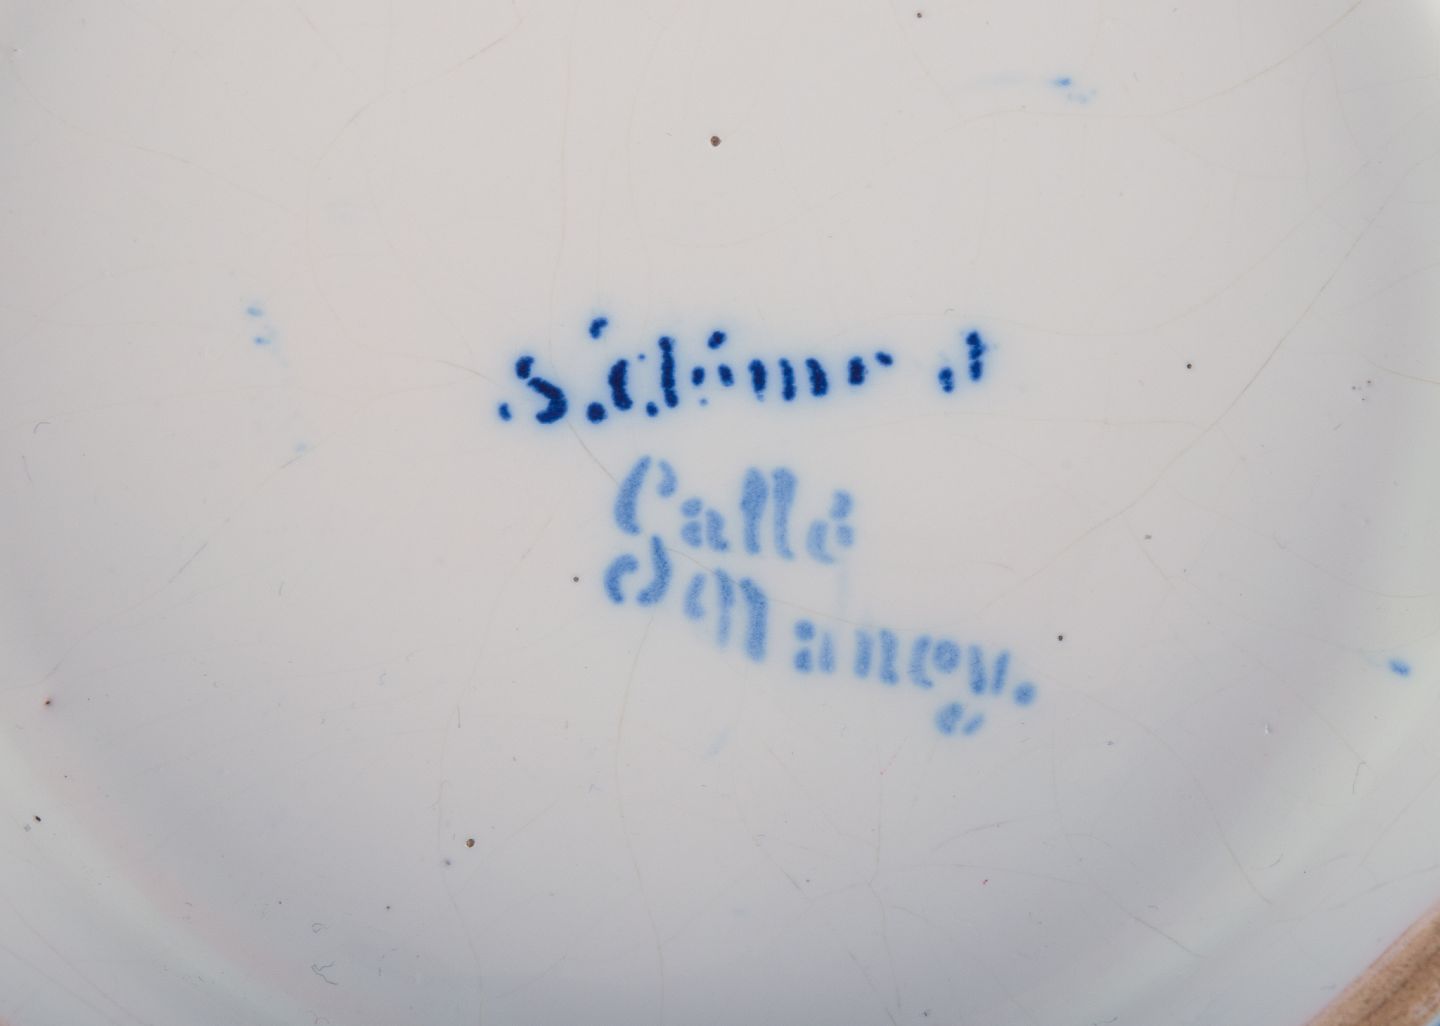 S. Clément
Gallé
Nancy.